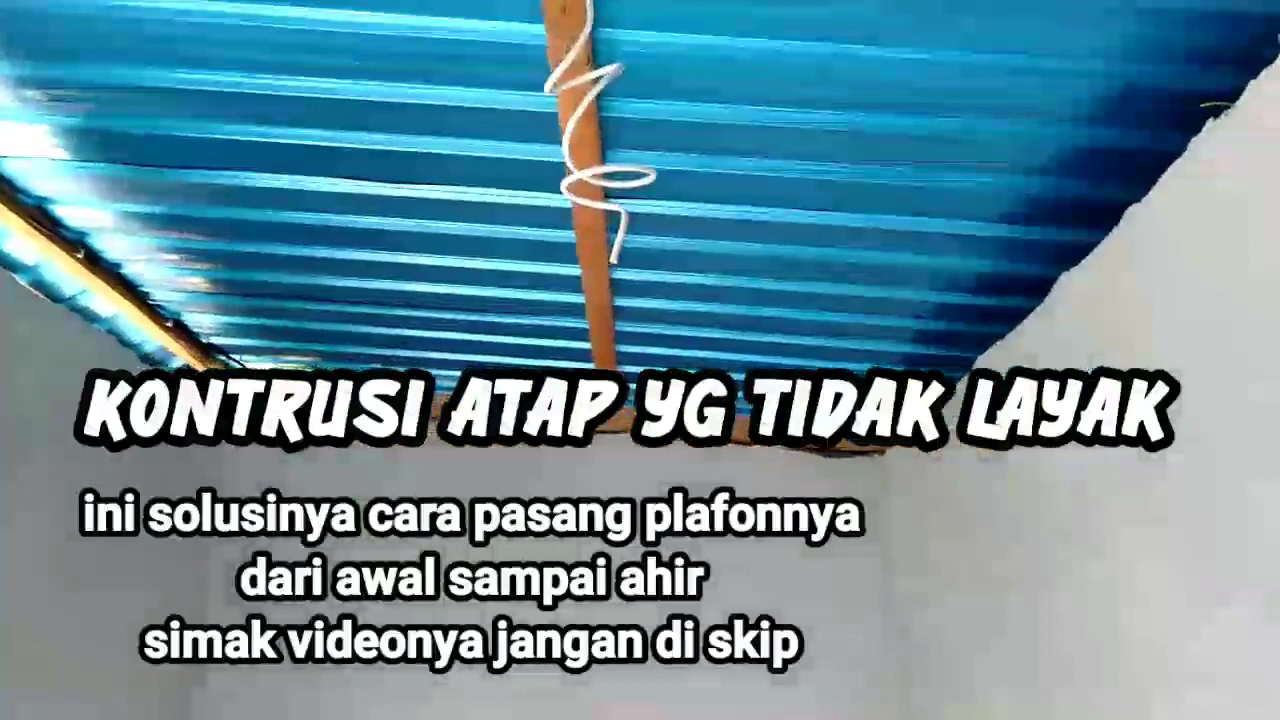 KONTRUSI ATAP YG TIDAK LAYAK
ini solusinya cara pasang plafonnya
dari awal sampai ahir
simak videonya jangan di skip